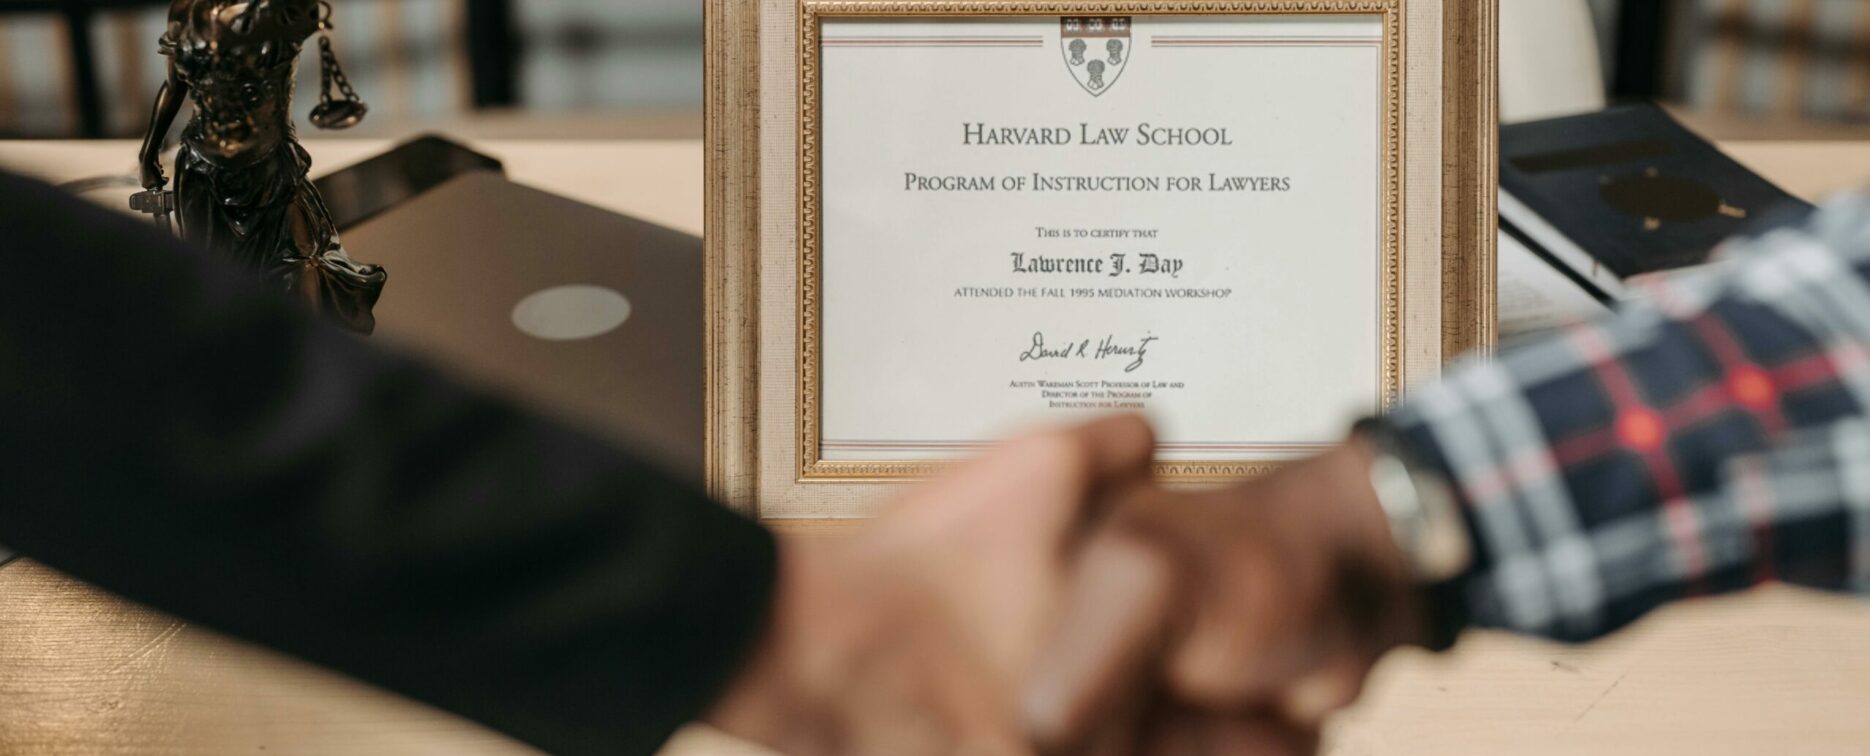 HARVARD LAW SCHOOL
PROGRAM OF INSTRUCTION FOR LAWYERS
THIS IS TO CERTIFY THAT
Lawrence J. Day
ATTENDED THE FALL 1995 MEDIATION WORKSHOP
David R
AUSTIN WAKEMAN SCOTT PROFESSOR OF LAW AND
DIRECTOR OF THE PROGRAM OF
INSTRUCTION FOR LAWYERS